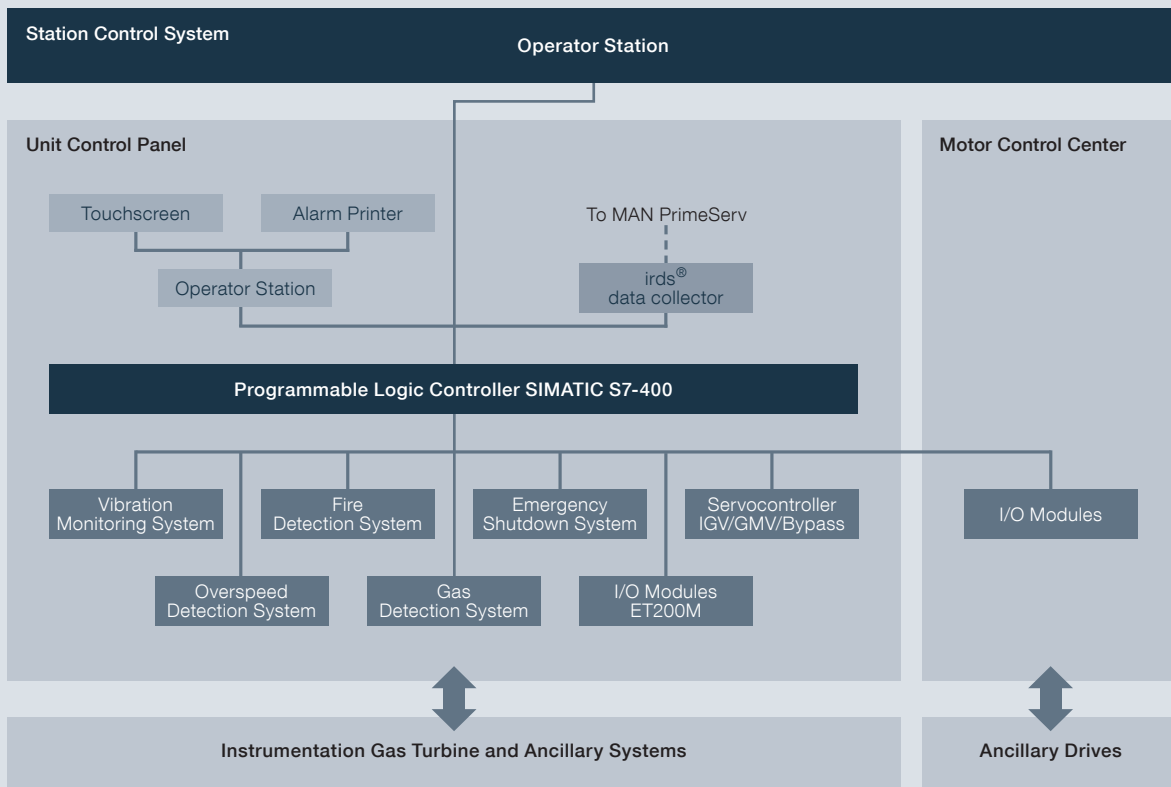 Station Control System
Operator Station
Unit Control Panel
Motor Control Center
Touchscreen
Alarm Printer
To MAN PrimeServ
Operator Station
irds®
data collector
Programmable Logic Controller SIMATIC S7-400
Vibration
Monitoring System
Fire
Detection System
Emergency
Shutdown System
Servocontroller
IGV/GMV/Bypass
I/O Modules
Overspeed
Detection System
Gas
Detection System
I/O Modules
ET200M
Instrumentation Gas Turbine and Ancillary Systems
Ancillary Drives